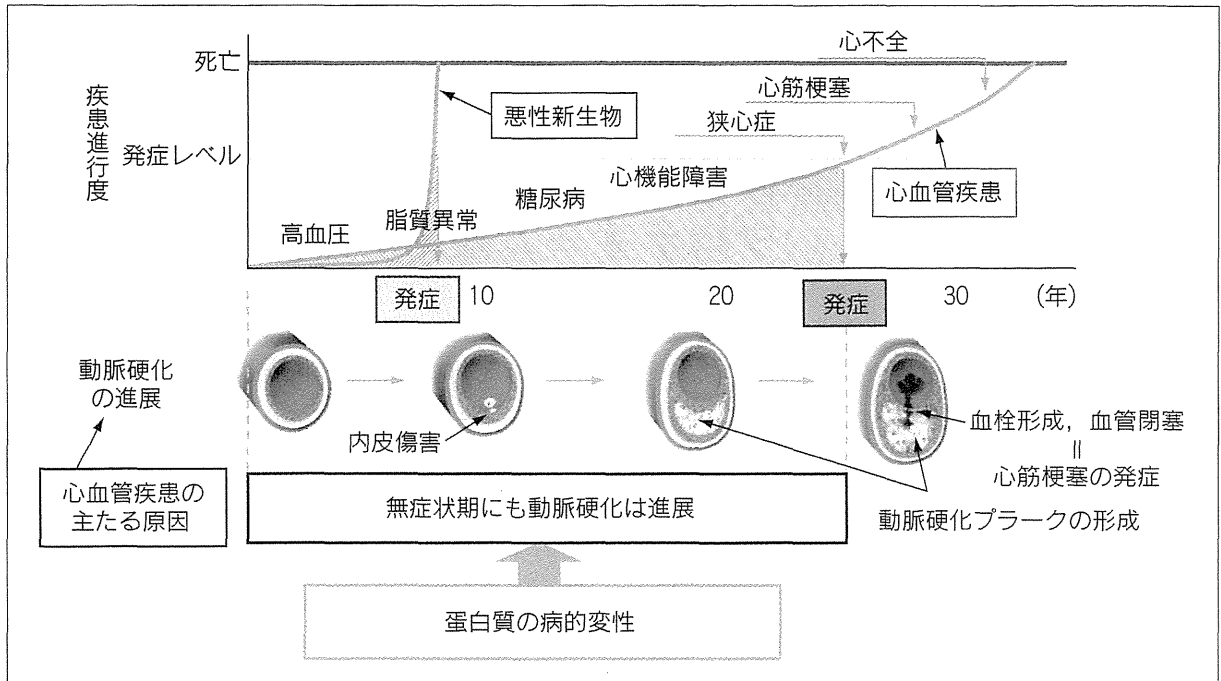 心不全
死亡
心筋梗塞
悪性新生物
狭心症
疾患進行度
発症レベル
心機能障害
心血管疾患
糖尿病
脂質異常
高血圧
発症
10
20
発症
30
(年)
動脈硬化
の進展
内皮傷害
血栓形成,血管閉塞
=
心筋梗塞の発症
心血管疾患の
主たる原因
無症状期にも動脈硬化は進展
動脈硬化プラークの形成
蛋白質の病的変性